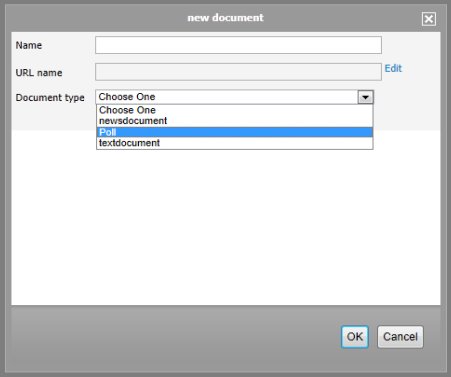 new document
Name
URL name
Edit
Document type
Choose One
Choose One
newsdocument
Poll
textdocument
OK
Cancel